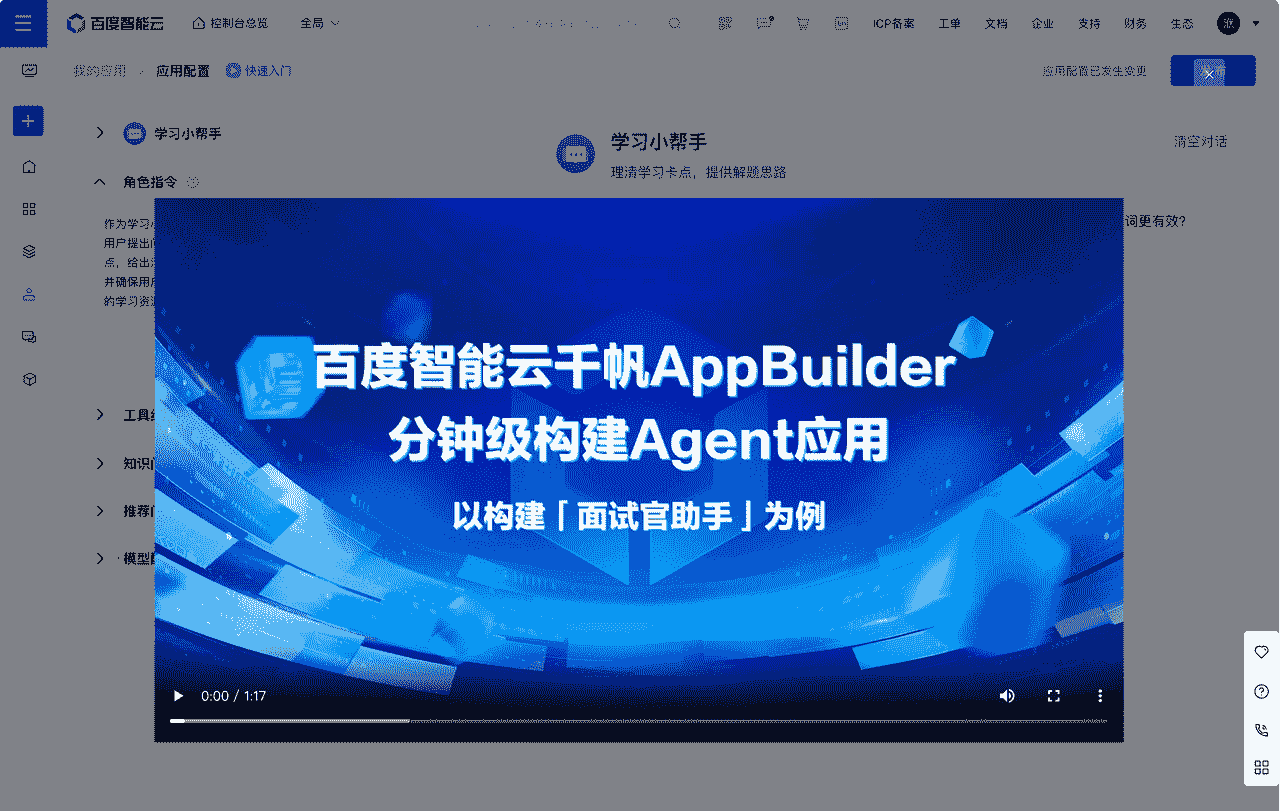 百度智能云
控制台总览
全局
ICP备案
工单
文档
企业
支持
财务
生态
我的应用
应用配置
快速入门
应用配置已发生变更
学习小帮手
学习小帮手
理清学习卡点，提供解题思路
清空对话
角色指令
作为学习
用户提出
点，给出
并确保用
的学习资
词更有效?
百度智能云千帆AppBuilder
分钟级构建Agent应用
以构建「面试官助手」为例
工具
知识
推荐
模型
0:00 / 1:17